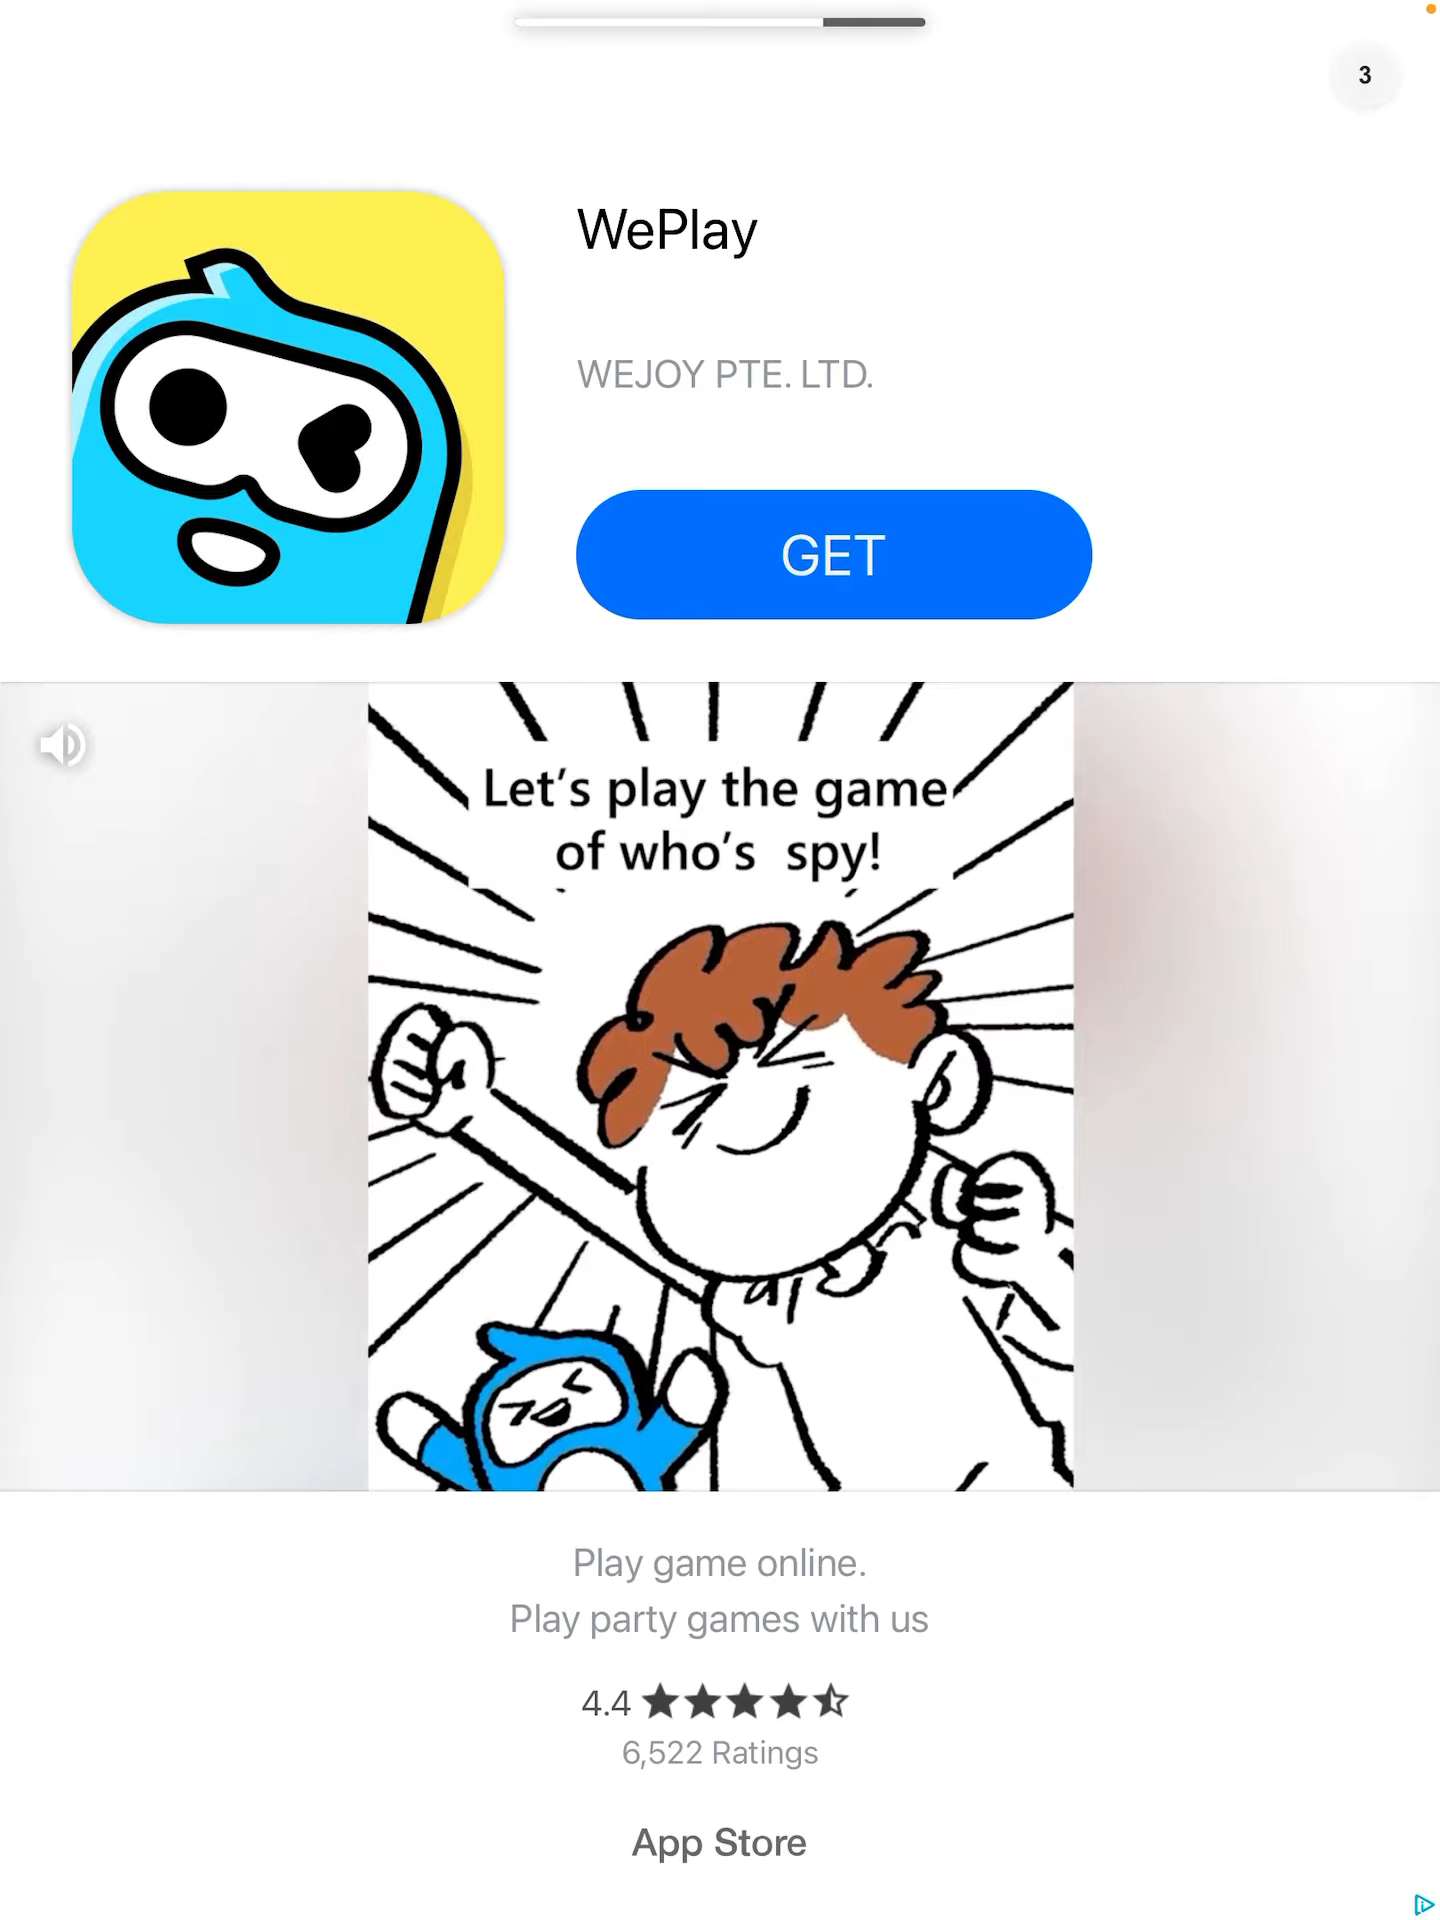 3
WePlay
WEJOY PTE. LTD.
GET
Let's play the game
of who's spy!
Play game online.
Play party games with us
4.4
6,522 Ratings
App Store